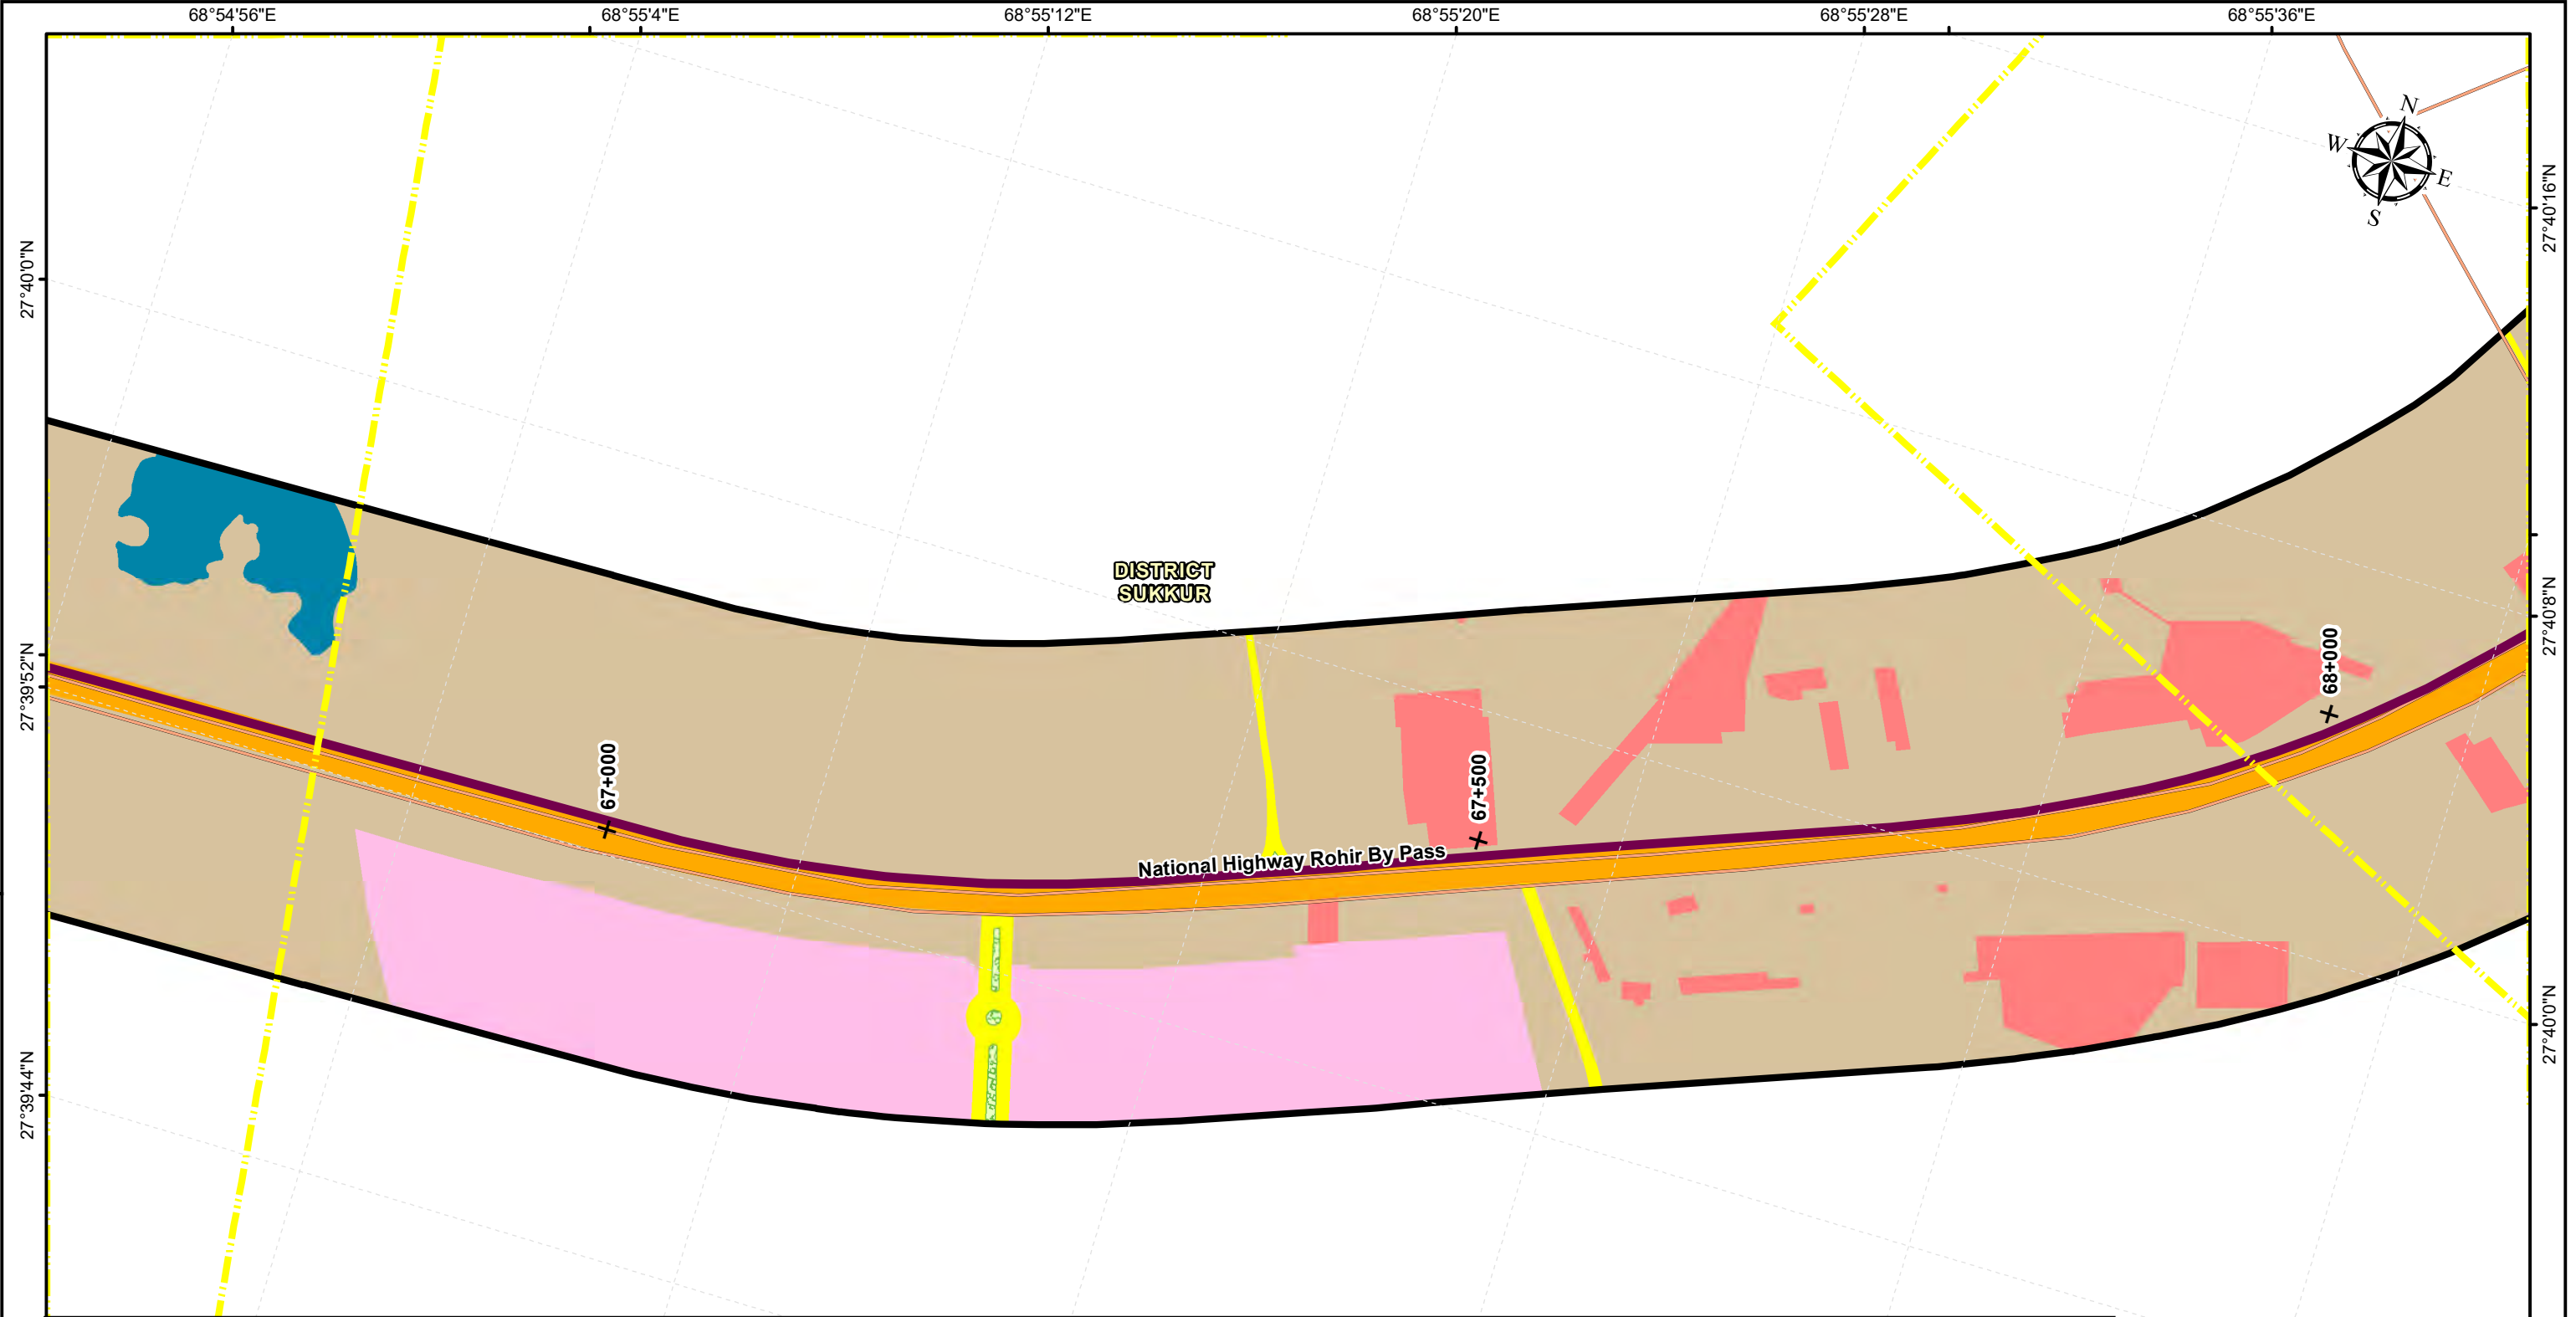 68°54'56"E
68°55'4"E
68°55'12"E
68°55'20"E
68°55'28"E
68°55'36"E
N
W
E
S
27°40'0"N
27°39'52"N
27°39'44"N
27°40'16"N
27°40'8"N
27°40'0"N
DISTRICT
SUKKUR
67+000
67+500
68+000
National Highway Rohir By Pass